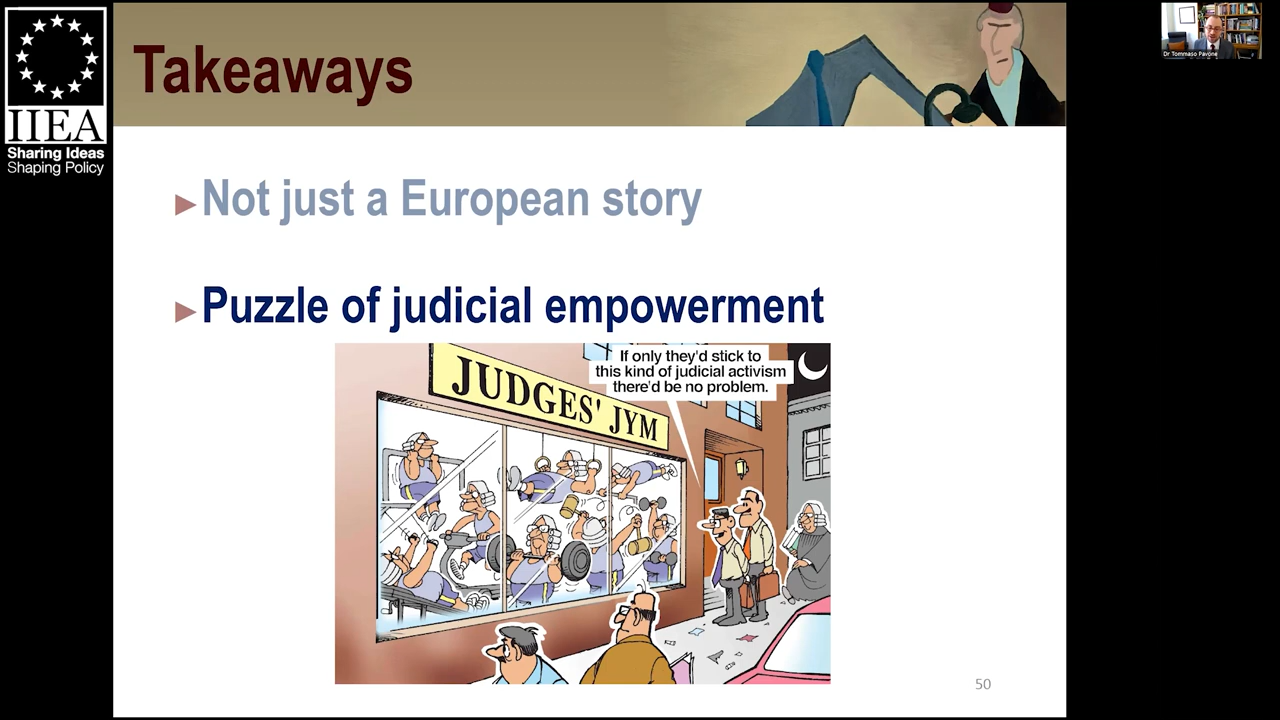 IIEA
Sharing Ideas
Shaping Policy
Takeaways
Dr Tommaso Pavone
►Not just a European story
►Puzzle of judicial empowerment
If only they'd stick to
this kind of judicial activism
there'd be no problem.
JUDGES' JYM
50